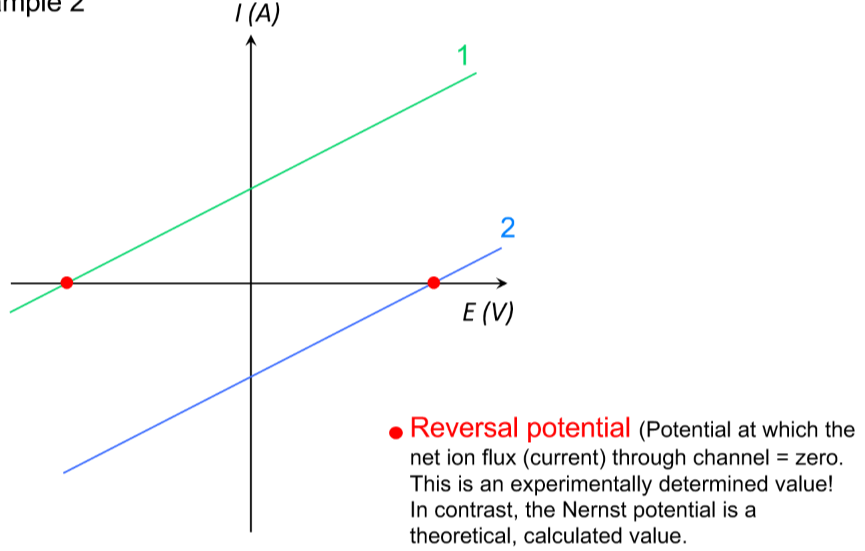 2
I (A)
1
2
E (V)
Reversal potential (Potential at which the
net ion flux (current) through channel = zero.
This is an experimentally determined value!
In contrast, the Nernst potential is a
theoretical, calculated value.